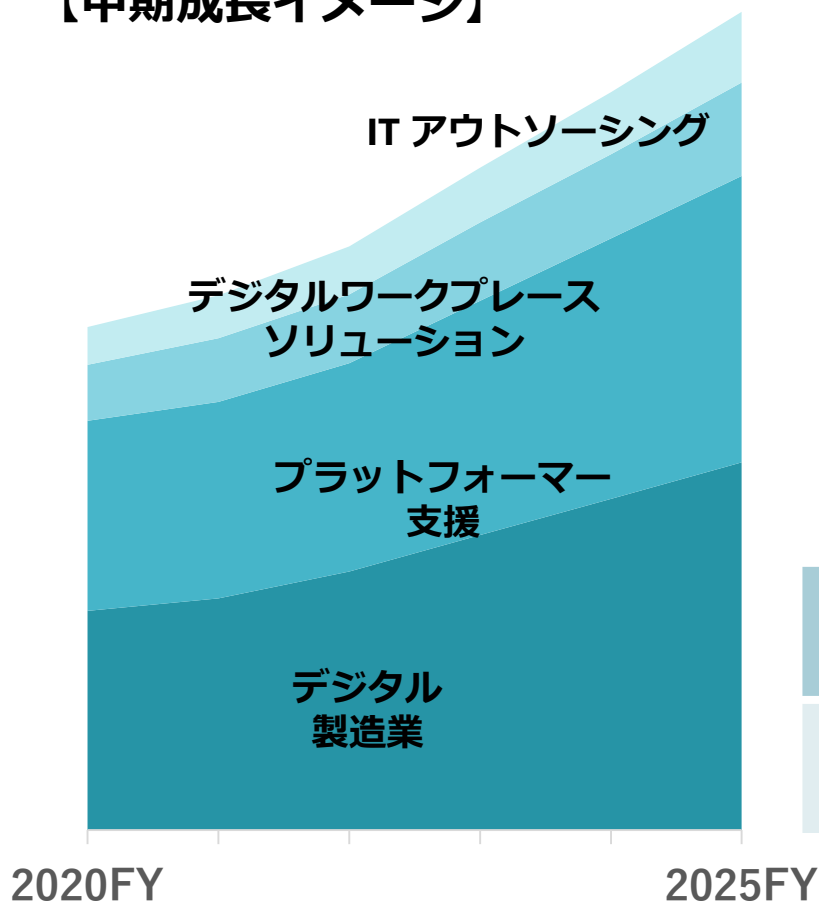 【中期成長イメージ】
IT アウトソーシング
デジタルワークプレース
ソリューション
プラットフォーマー
支援
デジタル
製造業
2020FY
2025FY